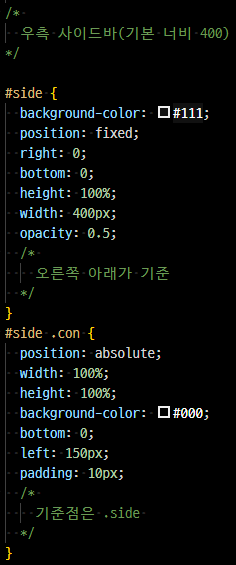 /*
우측 사이드바(기본 너비 400)
*/
#side {
background-color: #111;
position: fixed;
right: 0;
bottom: 0;
height: 100%;
width: 400px;
opacity: 0.5;
/*
오른쪽 아래가 기준
*/
}
#side .con {
position: absolute;
width: 100%;
height: 100%;
background-color: #000;
bottom: 0;
left: 150px;
padding: 10px;
/*
기준점은 .side
*/
}